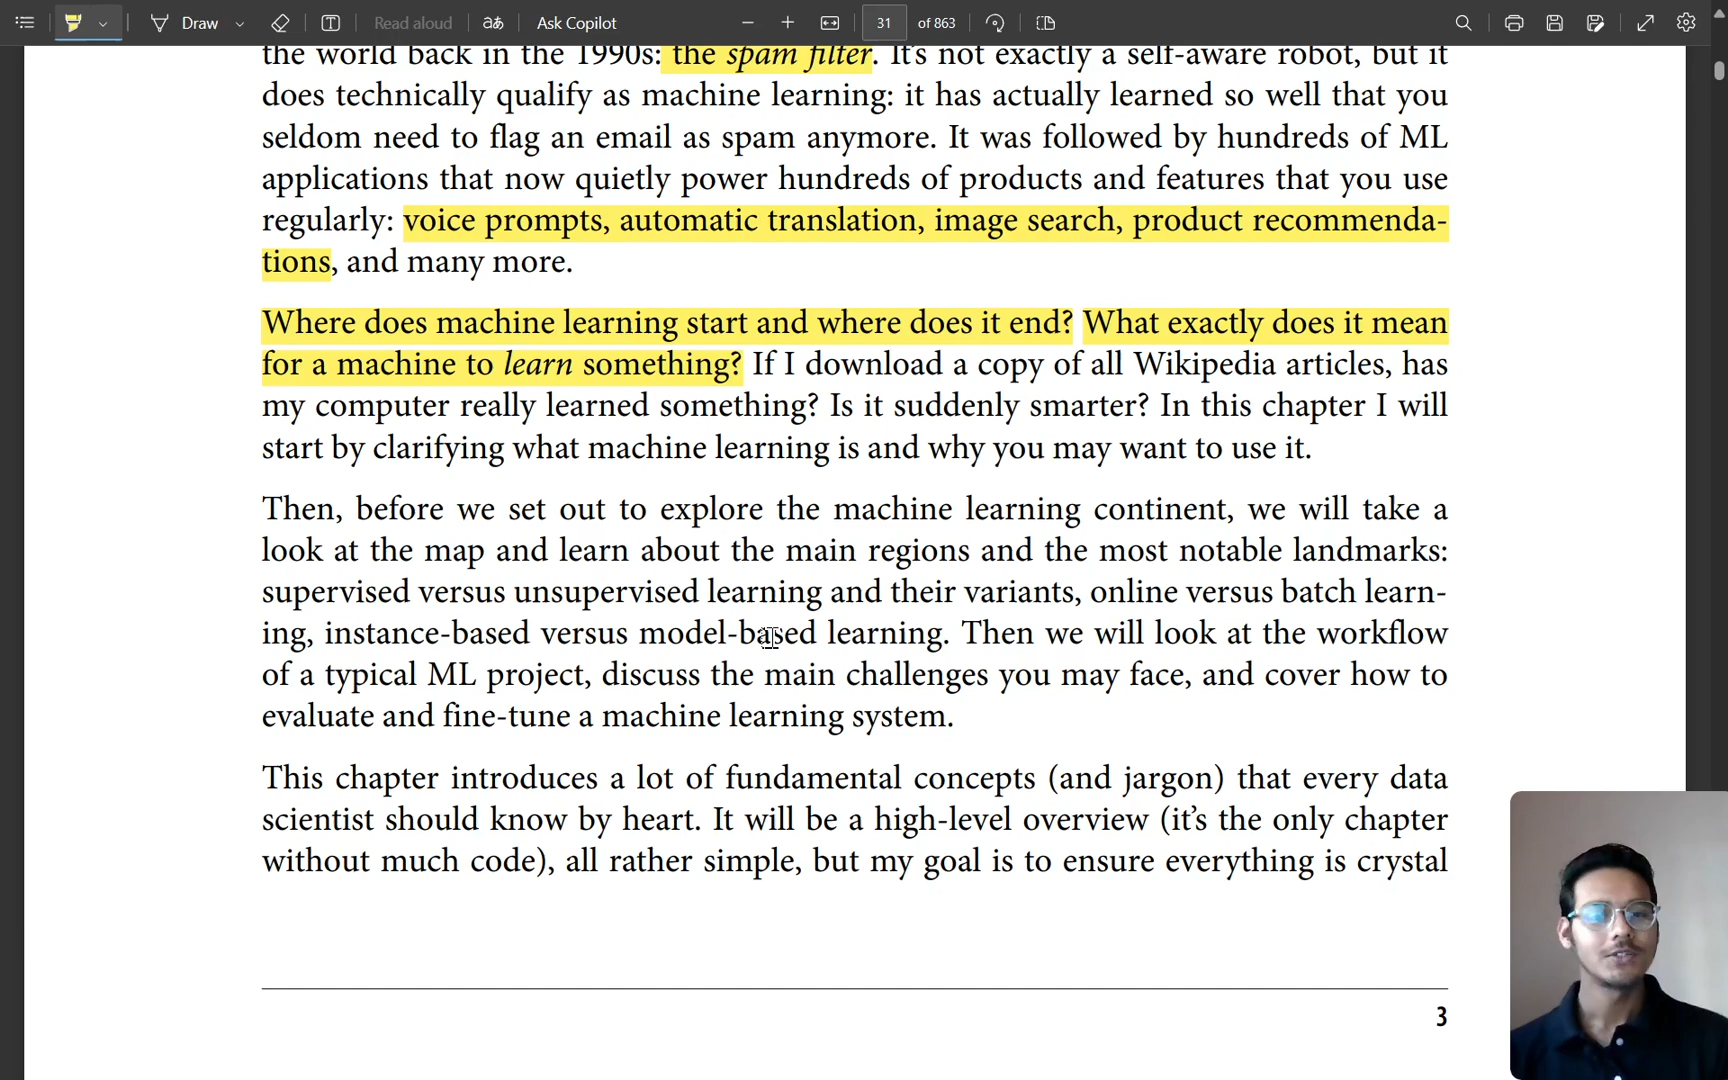 Draw
Read aloud
aあ
Ask Copilot
31
of 863
the world back in the 1990s: the spam filter. It's not exactly a self-aware robot, but it
does technically qualify as machine learning: it has actually learned so well that you
seldom need to flag an email as spam anymore. It was followed by hundreds of ML
applications that now quietly power hundreds of products and features that you use
regularly: voice prompts, automatic translation, image search, product recommenda-
tions, and many more.
Where does machine learning start and where does it end? What exactly does it mean
for a machine to learn something? If I download a copy of all Wikipedia articles, has
my computer really learned something? Is it suddenly smarter? In this chapter I will
start by clarifying what machine learning is and why you may want to use it.
Then, before we set out to explore the machine learning continent, we will take a
look at the map and learn about the main regions and the most notable landmarks:
supervised versus unsupervised learning and their variants, online versus batch learn-
ing, instance-based versus model-based learning. Then we will look at the workflow
of a typical ML project, discuss the main challenges you may face, and cover how to
evaluate and fine-tune a machine learning system.
This chapter introduces a lot of fundamental concepts (and jargon) that every data
scientist should know by heart. It will be a high-level overview (it's the only chapter
without much code), all rather simple, but my goal is to ensure everything is crystal
3